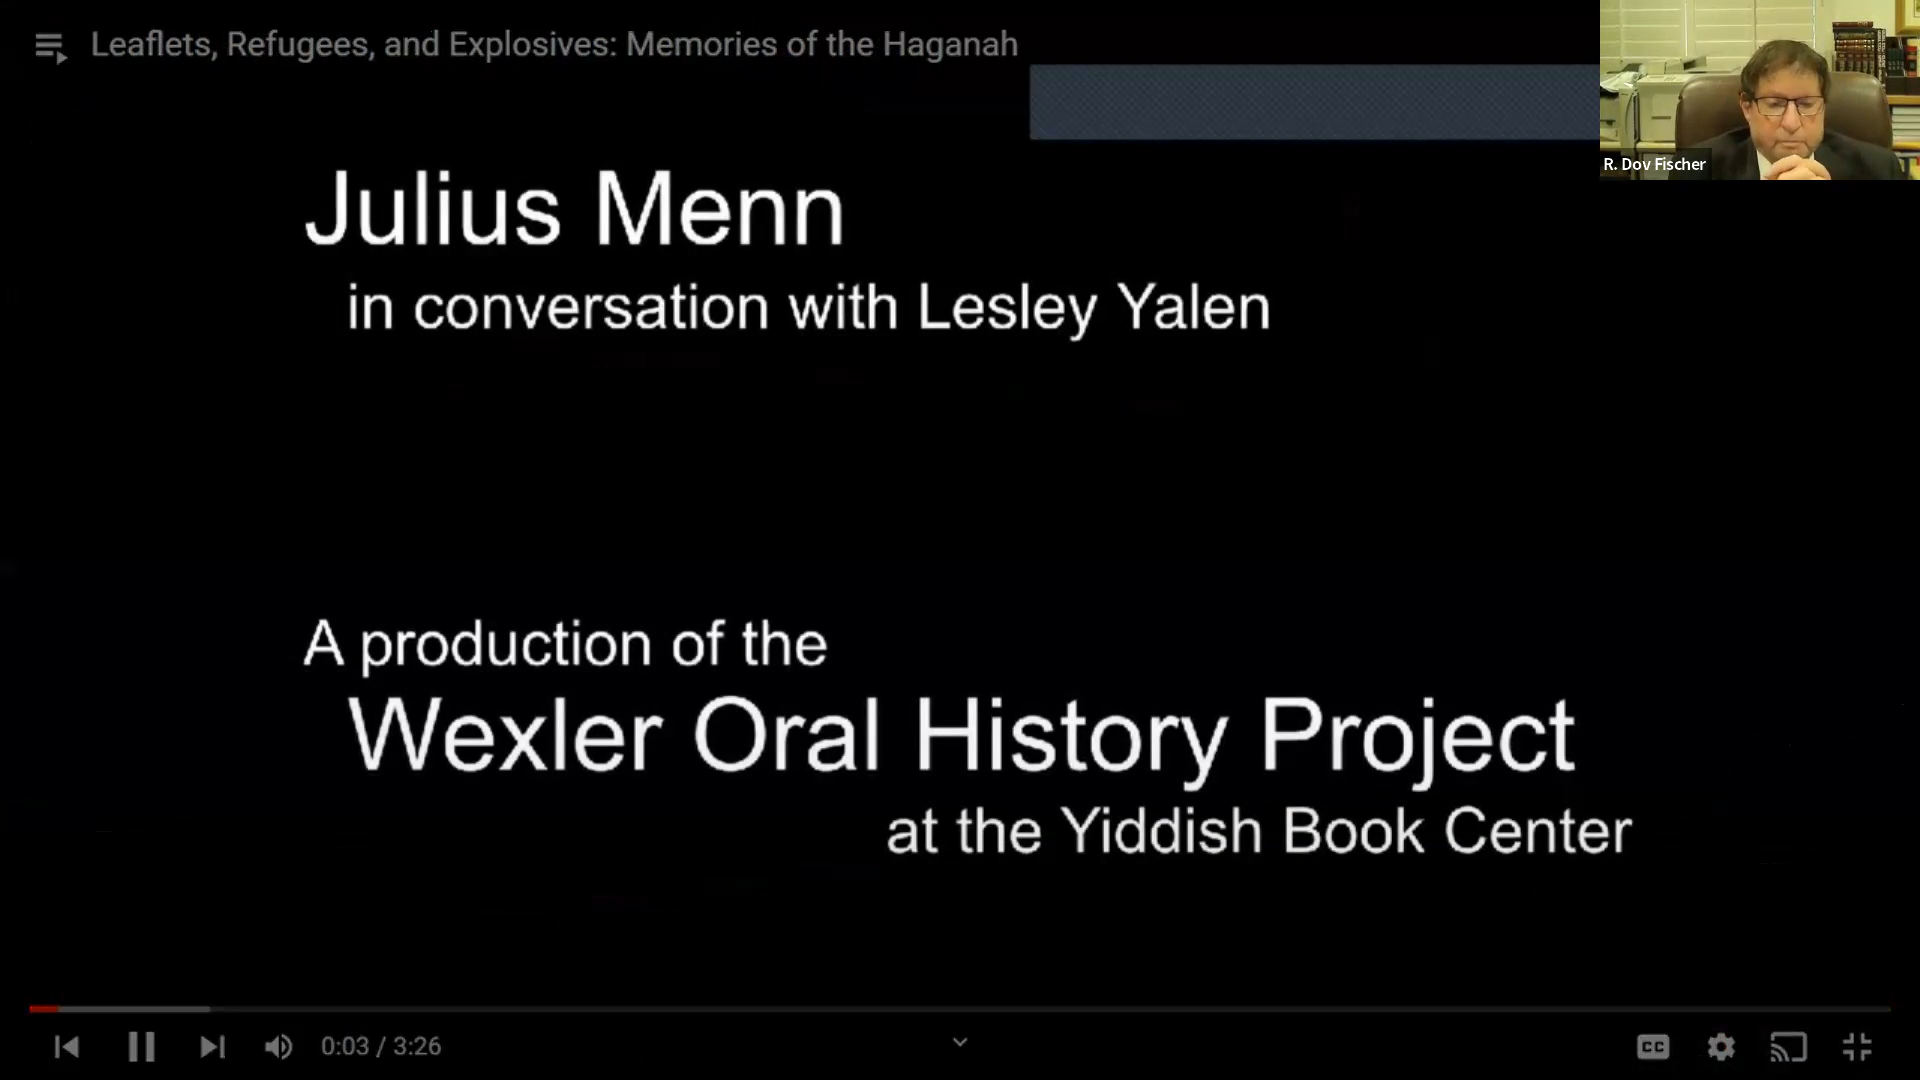 Leaflets, Refugees, and Explosives: Memories of the Haganah
R. Dov Fischer
Julius Menn
in conversation with Lesley Yalen
A production of the
Wexler Oral History Project
at the Yiddish Book Center
0:03 / 3:26
CC